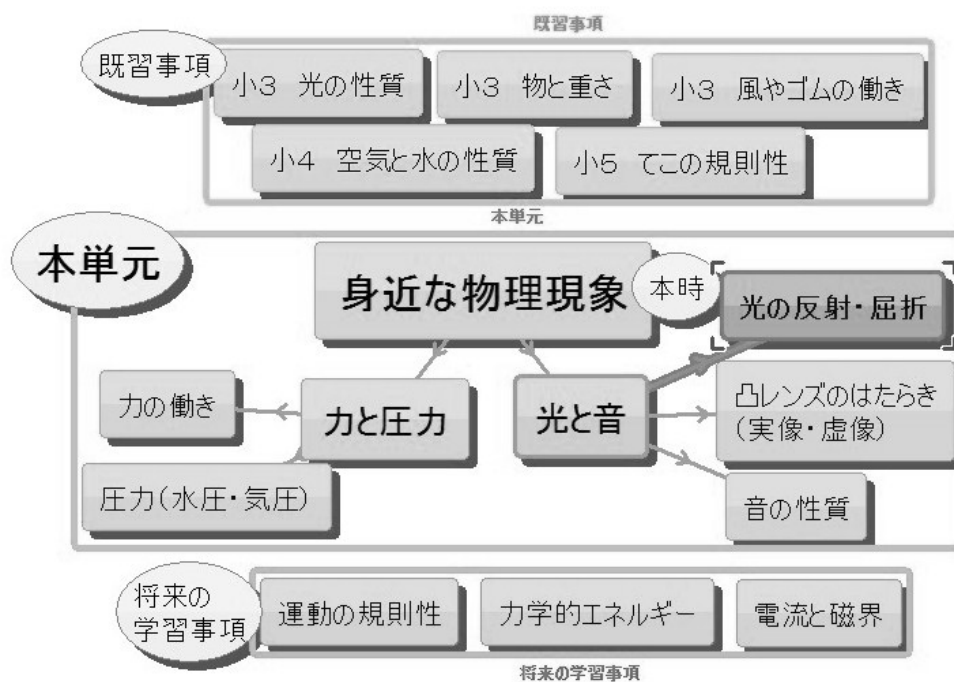 既習事項
既習事項
小3 光の性質
小3 物と重さ
小3 風やゴムの働き
小4 空気と水の性質
小5 てこの規則性
本単元
本単元
身近な物理現象
本時
光の反射・屈折
力の働き
力と圧力
光と音
凸レンズのはたらき
(実像・虚像)
圧力(水圧・気圧)
音の性質
将来の
学習事項
運動の規則性
力学的エネルギー
電流と磁界
将来の学習事項